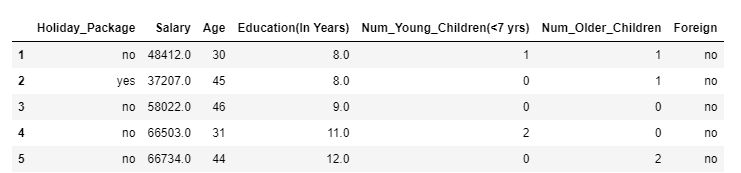 Holiday_Package Salary Age Education(In Years) Num_Young_Children(<7 yrs) Num_Older_Children Foreign
1 no 48412.0 30 8.0 1 1 no
2 yes 37207.0 45 8.0 0 1 no
3 no 58022.0 46 9.0 0 0 no
4 no 66503.0 31 11.0 2 0 no
5 no 66734.0 44 12.0 0 2 no